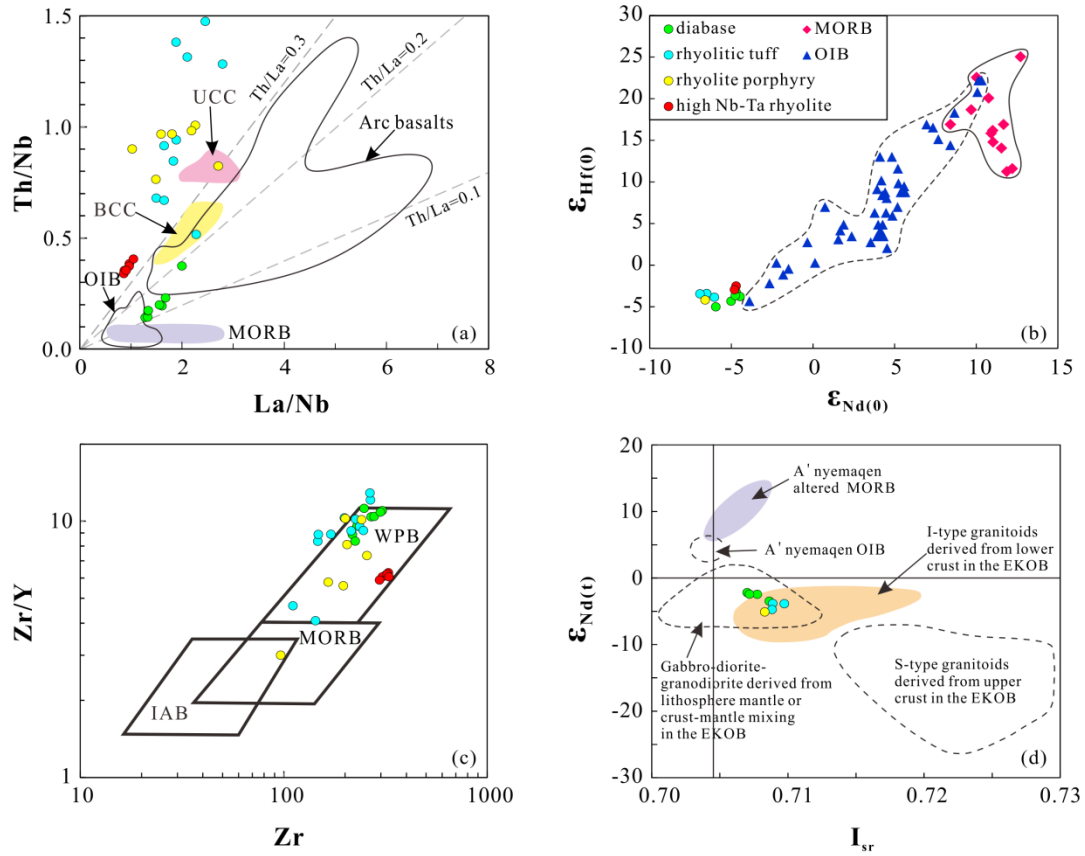 1.5
1.0
0.5
0.0
Th/Nb
0
2
4
6
8
La/Nb
Th/La=0.3
Th/La=0.2
Th/La=0.1
UCC
BCC
OIB
MORB
Arc basalts
(a)
30
25
20
15
10
5
0
-5
-10
εHf(0)
-10
-5
0
5
10
15
εNd(0)
diabase
rhyolitic tuff
rhyolite porphyry
high Nb-Ta rhyolite
MORB
OIB
(b)
10
1
Zr/Y
10
100
1000
Zr
WPB
MORB
IAB
(c)
20
10
0
-10
-20
-30
εNd(t)
0.70
0.71
0.72
0.73
Isr
A'nyemaqen
altered MORB
A'nyemaqen OIB
I-type granitoids
derived from lower
crust in the EKOB
Gabbro-diorite-
granodiorite derived from
lithosphere mantle or
crust-mantle mixing
in the EKOB
S-type granitoids
derived from upper
crust in the EKOB
(d)